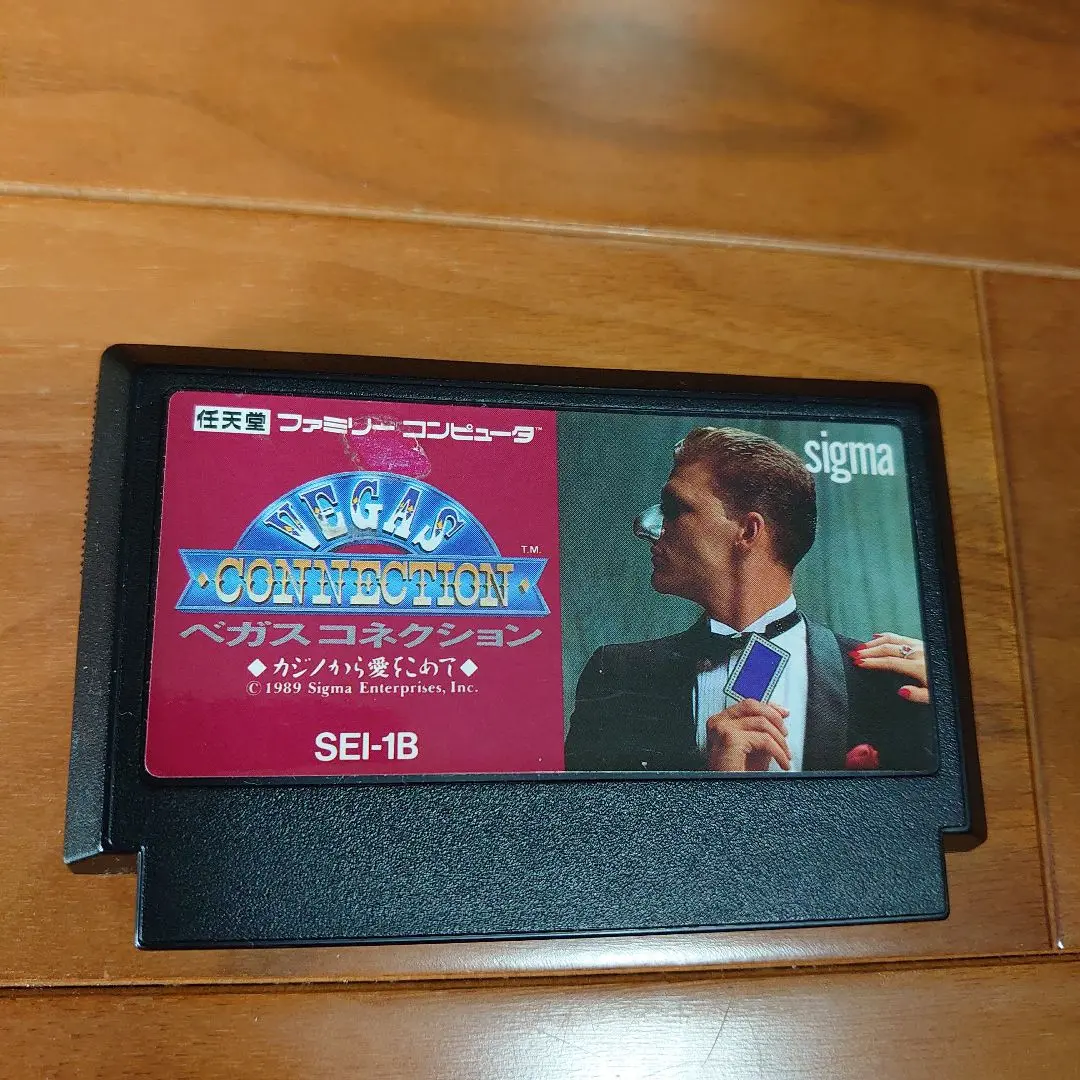 任天堂 ファミリーコンピュータ™
sigma
VEGAS
CONNECTION
T.M.
ベガス コネクション
◆カジノから愛をこめて◆
© 1989 Sigma Enterprises, Inc.
SEI-1B